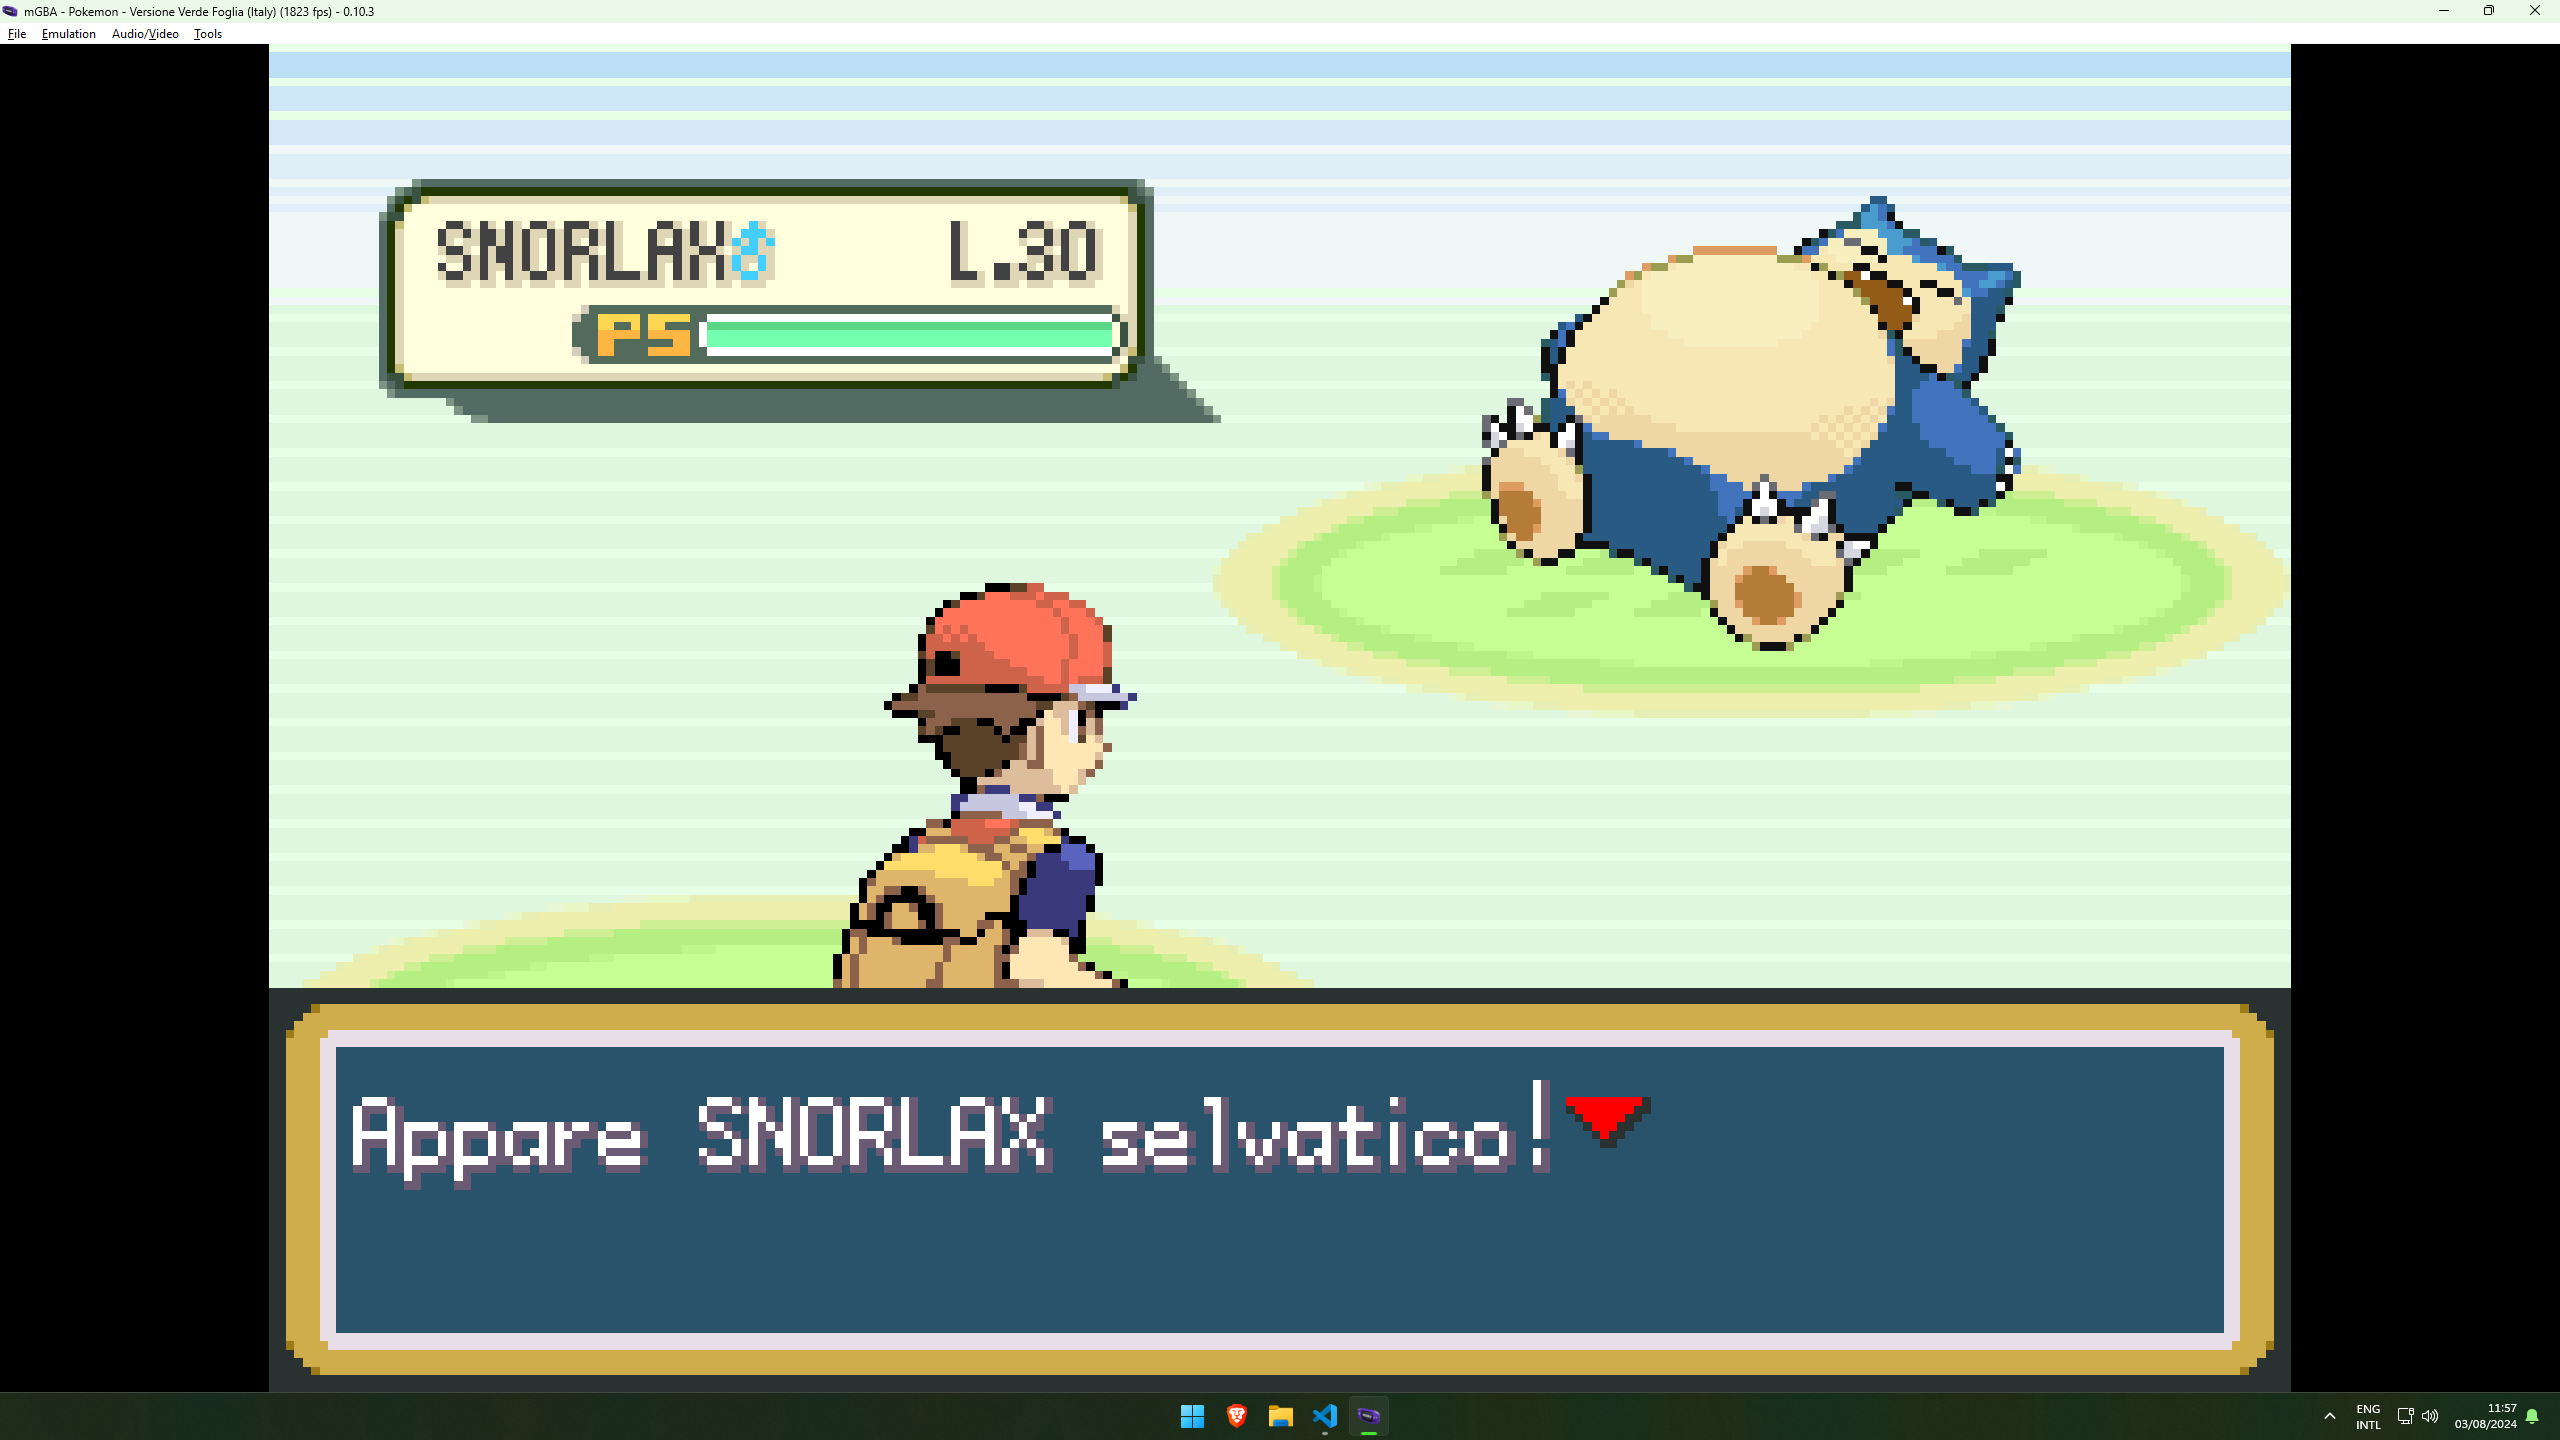 mGBA - Pokemon - Versione Verde Foglia (Italy) (1823 fps) - 0.10.3
File Emulation Audio/Video Tools
SNORLAX♂ L.30
PS
Appare SNORLAX selvatico!
ENG
INTL
11:57
03/08/2024